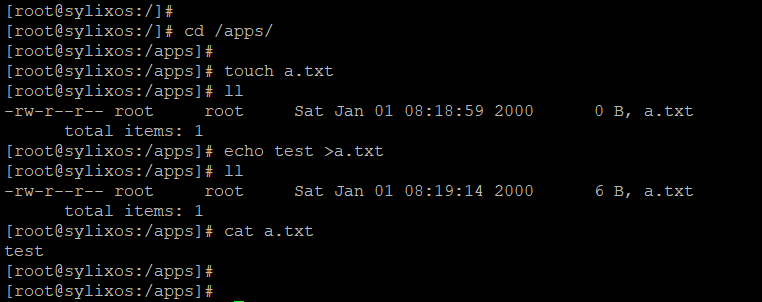 [root@sylixos:/]#
[root@sylixos:/]# cd /apps/
[root@sylixos:/apps]#
[root@sylixos:/apps]# touch a.txt
[root@sylixos:/apps]# ll
-rw-r--r-- root     root     Sat Jan 01 08:18:59 2000      0 B, a.txt
      total items: 1
[root@sylixos:/apps]# echo test >a.txt
[root@sylixos:/apps]# ll
-rw-r--r-- root     root     Sat Jan 01 08:19:14 2000      6 B, a.txt
      total items: 1
[root@sylixos:/apps]# cat a.txt
test
[root@sylixos:/apps]#
[root@sylixos:/apps]#